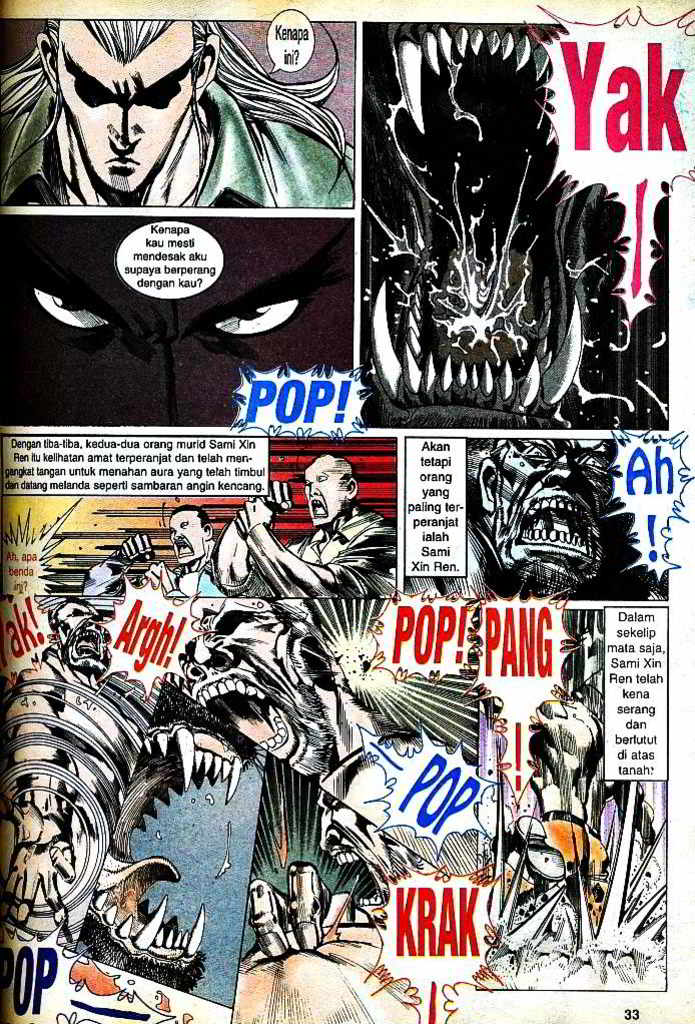 Kenapa
ini?
Yak
!
Kenapa
kau mesti
mendesak aku
supaya berperang
dengan kau?
POP!
Dengan tiba-tiba, kedua-dua orang murid Sami Xin
Ren itu kelihatan amat terperanjat dan telah men-
gangkat tangan untuk menahan aura yang telah timbul
dan datang melanda seperti sambaran angin kencang.
Ah, apa
benda
ini?
Akan
tetapi
orang
yang
paling ter-
peranjat
ialah
Sami
Xin Ren.
Ah
!
Yak!
Argh!
POP!
PANG
!
Dalam
sekelip
mata saja,
Sami Xin
Ren telah
kena
serang
dan
berlutut
di atas
tanah.
POP
KRAK
!
POP
33